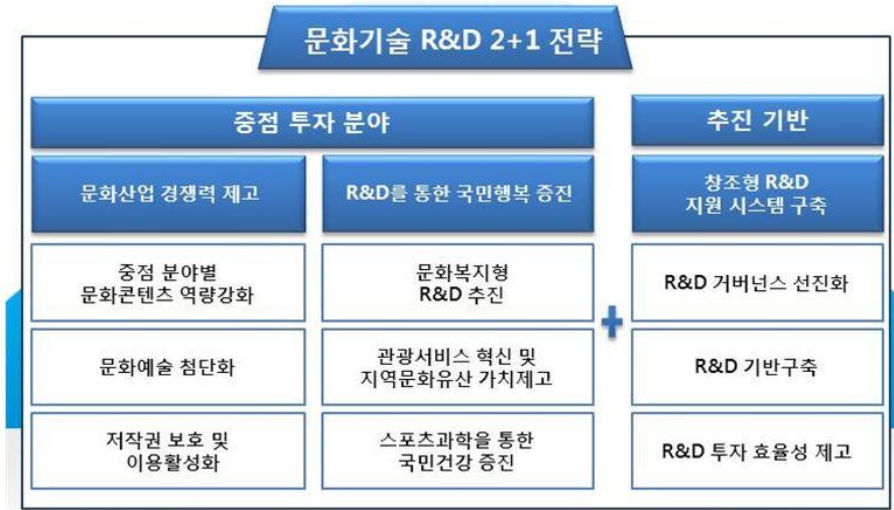 문화기술 R&D 2+1 전략
중점 투자 분야
추진 기반
문화산업 경쟁력 제고
R&D를 통한 국민행복 증진
창조형 R&D
지원 시스템 구축
중점 분야별
문화콘텐츠 역량강화
문화복지형
R&D 추진
R&D 거버넌스 선진화
문화예술 첨단화
관광서비스 혁신 및
지역문화유산 가치제고
R&D 기반구축
저작권 보호 및
이용활성화
스포츠과학을 통한
국민건강 증진
R&D 투자 효율성 제고